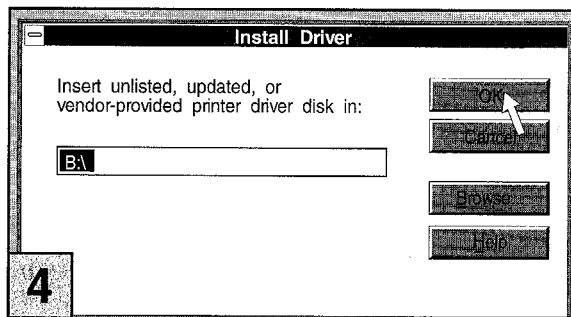 Install Driver
Insert unlisted, updated, or
vendor-provided printer driver disk in:
B:\
OK
Cancel
Browse...
Help
4